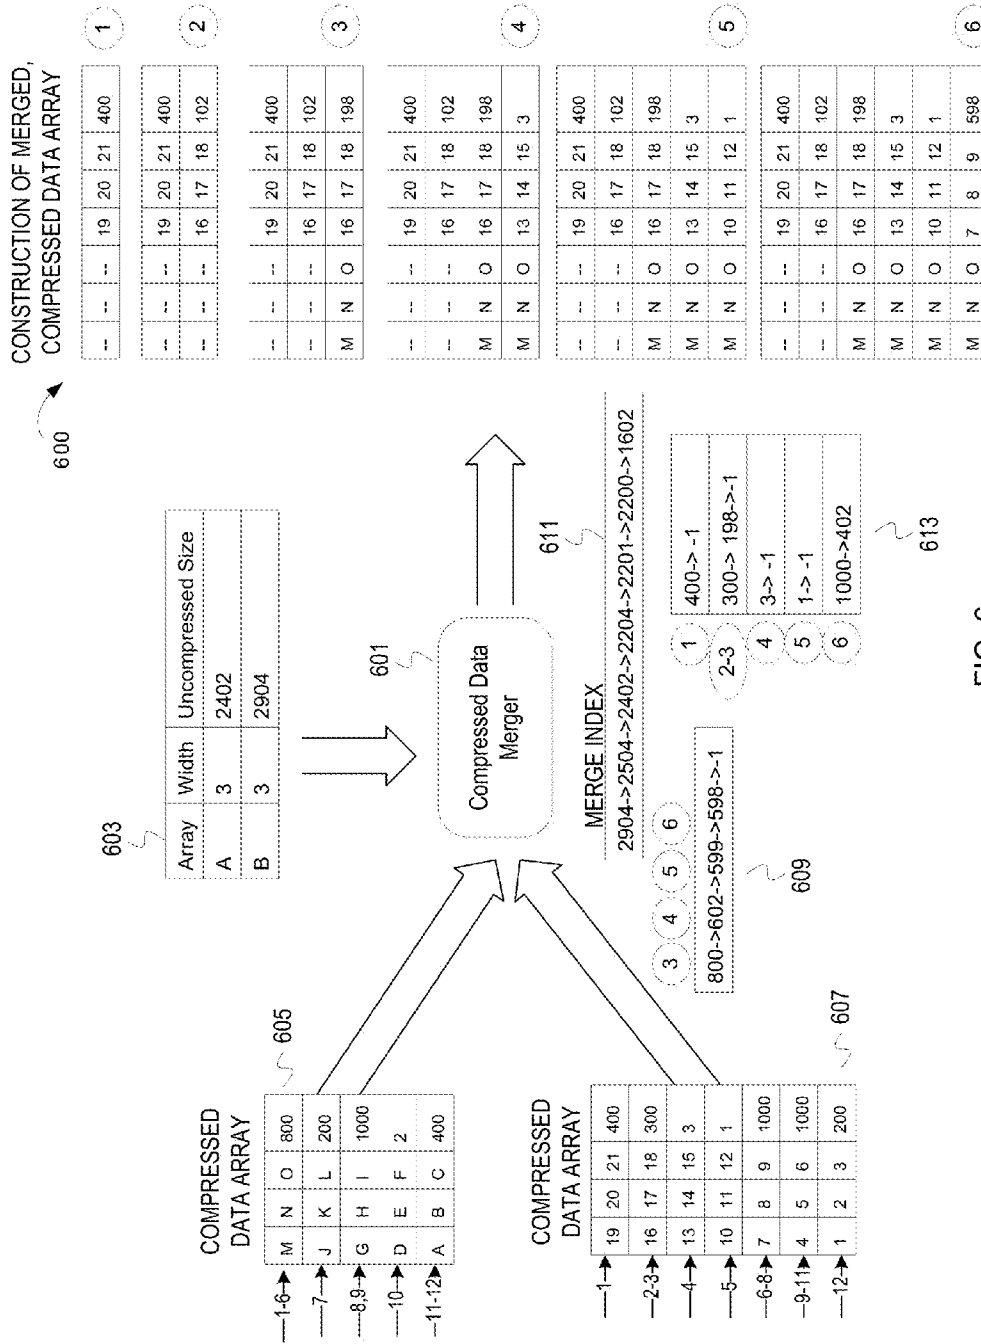 600
CONSTRUCTION OF MERGED,
COMPRESSED DATA ARRAY
-- -- -- 19 20 21 400
1
-- -- -- 19 20 21 400
-- -- -- 16 17 18 102
2
-- -- -- 19 20 21 400
-- -- -- 16 17 18 102
M N O 16 17 18 198
3
-- -- -- 19 20 21 400
-- -- -- 16 17 18 102
M N O 16 17 18 198
M N O 13 14 15 3
4
-- -- -- 19 20 21 400
-- -- -- 16 17 18 102
M N O 16 17 18 198
M N O 13 14 15 3
M N O 10 11 12 1
5
-- -- -- 19 20 21 400
-- -- -- 16 17 18 102
M N O 16 17 18 198
M N O 13 14 15 3
M N O 10 11 12 1
M N O 7 8 9 598
6
603
Array Width Uncompressed Size
A 3 2402
B 3 2904
601
Compressed Data
Merger
COMPRESSED
DATA ARRAY
605
1-6 M N O 800
7 J K L 200
8,9 G H I 1000
10 D E F 2
11-12 A B C 400
COMPRESSED
DATA ARRAY
607
1 19 20 21 400
2-3 16 17 18 300
4 13 14 15 3
5 10 11 12 1
6-8 7 8 9 1000
9-11 4 5 6 1000
12 1 2 3 200
MERGE INDEX
611
2904->2504->2402->2204->2201->2200->1602
3 4 5 6
800->602->599->598->-1
609
1 400-> -1
2-3 300-> 198->-1
4 3-> -1
5 1-> -1
6 1000->402
613